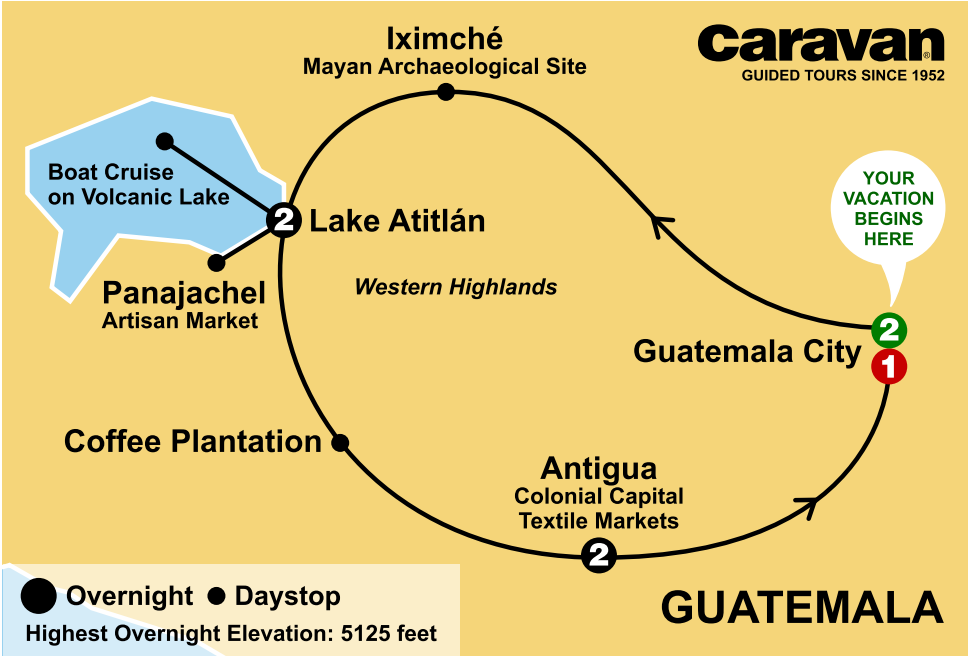 Iximché
Mayan Archaeological Site
caravan®
GUIDED TOURS SINCE 1952
Boat Cruise
on Volcanic Lake
YOUR
VACATION
BEGINS
HERE
2 Lake Atitlán
Panajachel
Artisan Market
Western Highlands
2
Guatemala City
1
Coffee Plantation
Antigua
Colonial Capital
Textile Markets
2
Overnight Daystop
Highest Overnight Elevation: 5125 feet
GUATEMALA